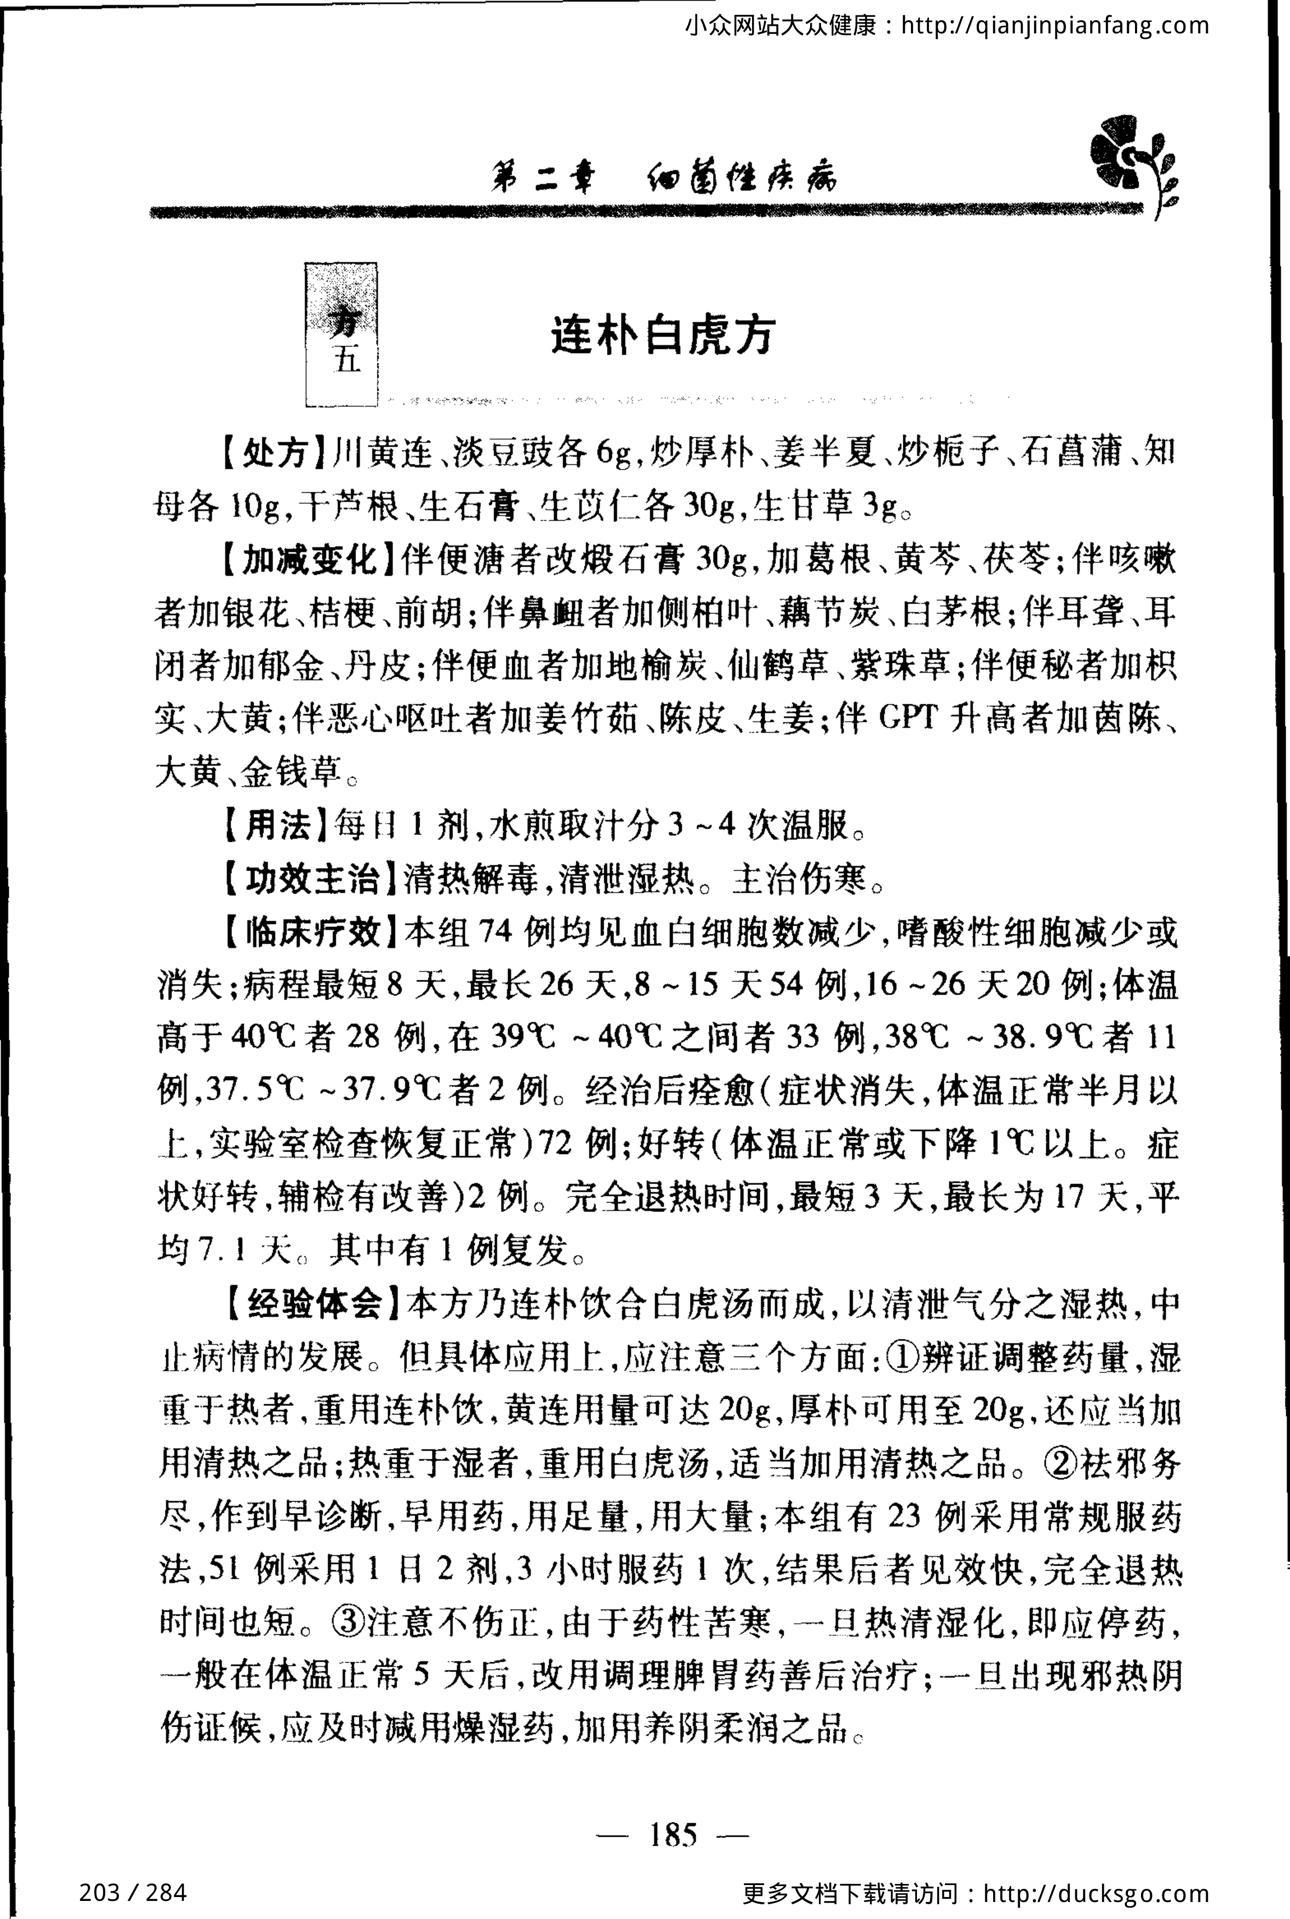 小众网站大众健康：http://qianjinpianfang.com
第二章 细菌性疾病
方五
连朴白虎方
【处方】川黄连、淡豆豉各6g,炒厚朴、姜半夏、炒栀子、石菖蒲、知
母各10g,干芦根、生石膏、生苡仁各30g,生甘草3g。
【加减变化】伴便溏者改煅石膏30g,加葛根、黄芩、茯苓;伴咳嗽
者加银花、桔梗、前胡;伴鼻衄者加侧柏叶、藕节炭、白茅根;伴耳聋、耳
闭者加郁金、丹皮;伴便血者加地榆炭、仙鹤草、紫珠草;伴便秘者加枳
实、大黄;伴恶心呕吐者加姜竹茹、陈皮、生姜;伴GPT升高者加茵陈、
大黄、金钱草。
【用法】每日1剂,水煎取汁分3~4次温服。
【功效主治】清热解毒,清泄湿热。主治伤寒。
【临床疗效】本组74例均见血白细胞数减少,嗜酸性细胞减少或
消失;病程最短8天,最长26天,8~15天54例,16~26天20例;体温
高于40℃者28例,在39℃~40℃之间者33例,38℃~38.9℃者11
例,37.5℃~37.9℃者2例。经治后痊愈(症状消失,体温正常半月以
上,实验室检查恢复正常)72例;好转(体温正常或下降1℃以上。症
状好转,辅检有改善)2例。完全退热时间,最短3天,最长为17天,平
均7.1天。其中有1例复发。
【经验体会】本方乃连朴饮合白虎汤而成,以清泄气分之湿热,中
止病情的发展。但具体应用上,应注意三个方面:①辨证调整药量,湿
重于热者,重用连朴饮,黄连用量可达20g,厚朴可用至20g,还应当加
用清热之品;热重于湿者,重用白虎汤,适当加用清热之品。②祛邪务
尽,作到早诊断,早用药,用足量,用大量;本组有23例采用常规服药
法,51例采用1日2剂,3小时服药1次,结果后者见效快,完全退热
时间也短。③注意不伤正,由于药性苦寒,一旦热清湿化,即应停药,
一般在体温正常5天后,改用调理脾胃药善后治疗;一旦出现邪热阴
伤证候,应及时减用燥湿药,加用养阴柔润之品。
— 185 —
203 / 284
更多文档下载请访问：http://ducksgo.com